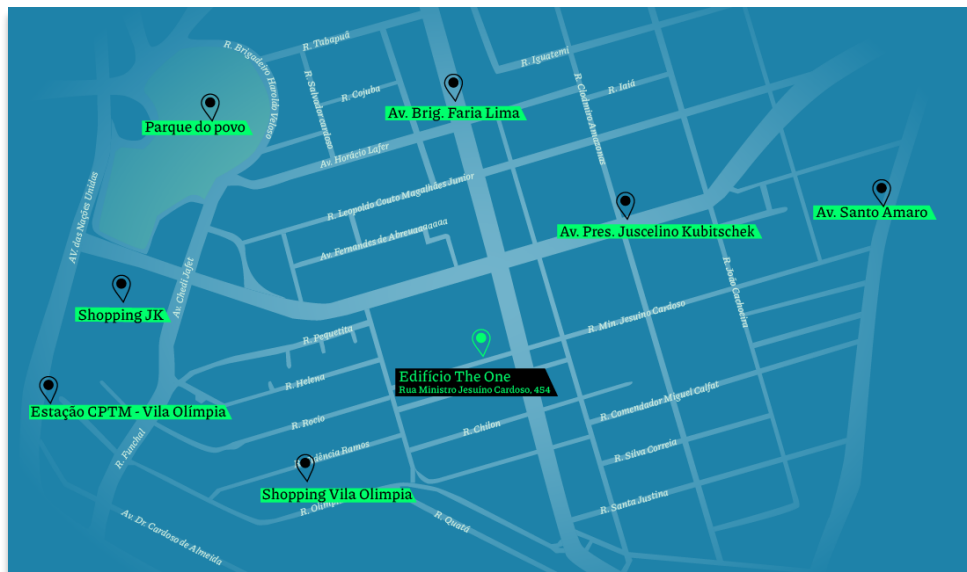 R. Tabapuã
R. Iguatemi
R. Brigadeiro Haroldo Veloso
R. Salvador cardoso
R. Cojuba
R. Clodmiro Amazonas
R. Iaiá
Av. Brig. Faria Lima
Parque do povo
Av. Horácio Lafer
R. Leopoldo Couto Magalhães Junior
AV. das Nações Unidas
Av. Santo Amaro
Av. Pres. Juscelino Kubitschek
Av. Fernandes de Abreuaaaaaa
Av. Chedi Jafet
R. João Cachoeira
Shopping JK
R. Min. Jesuíno Cardoso
R. Pequetita
Edifício The One
Rua Ministro Jesuíno Cardoso, 454
R. Helena
Estação CPTM - Vila Olímpia
R. Comendador Miguel Calfat
R. Rocio
R. Chilon
R. Funchal
Ramos
R. Silva Correia
Shopping Vila Olimpia
R. Santa Justina
R. Quatá
Av. Dr. Cardoso de Almeida